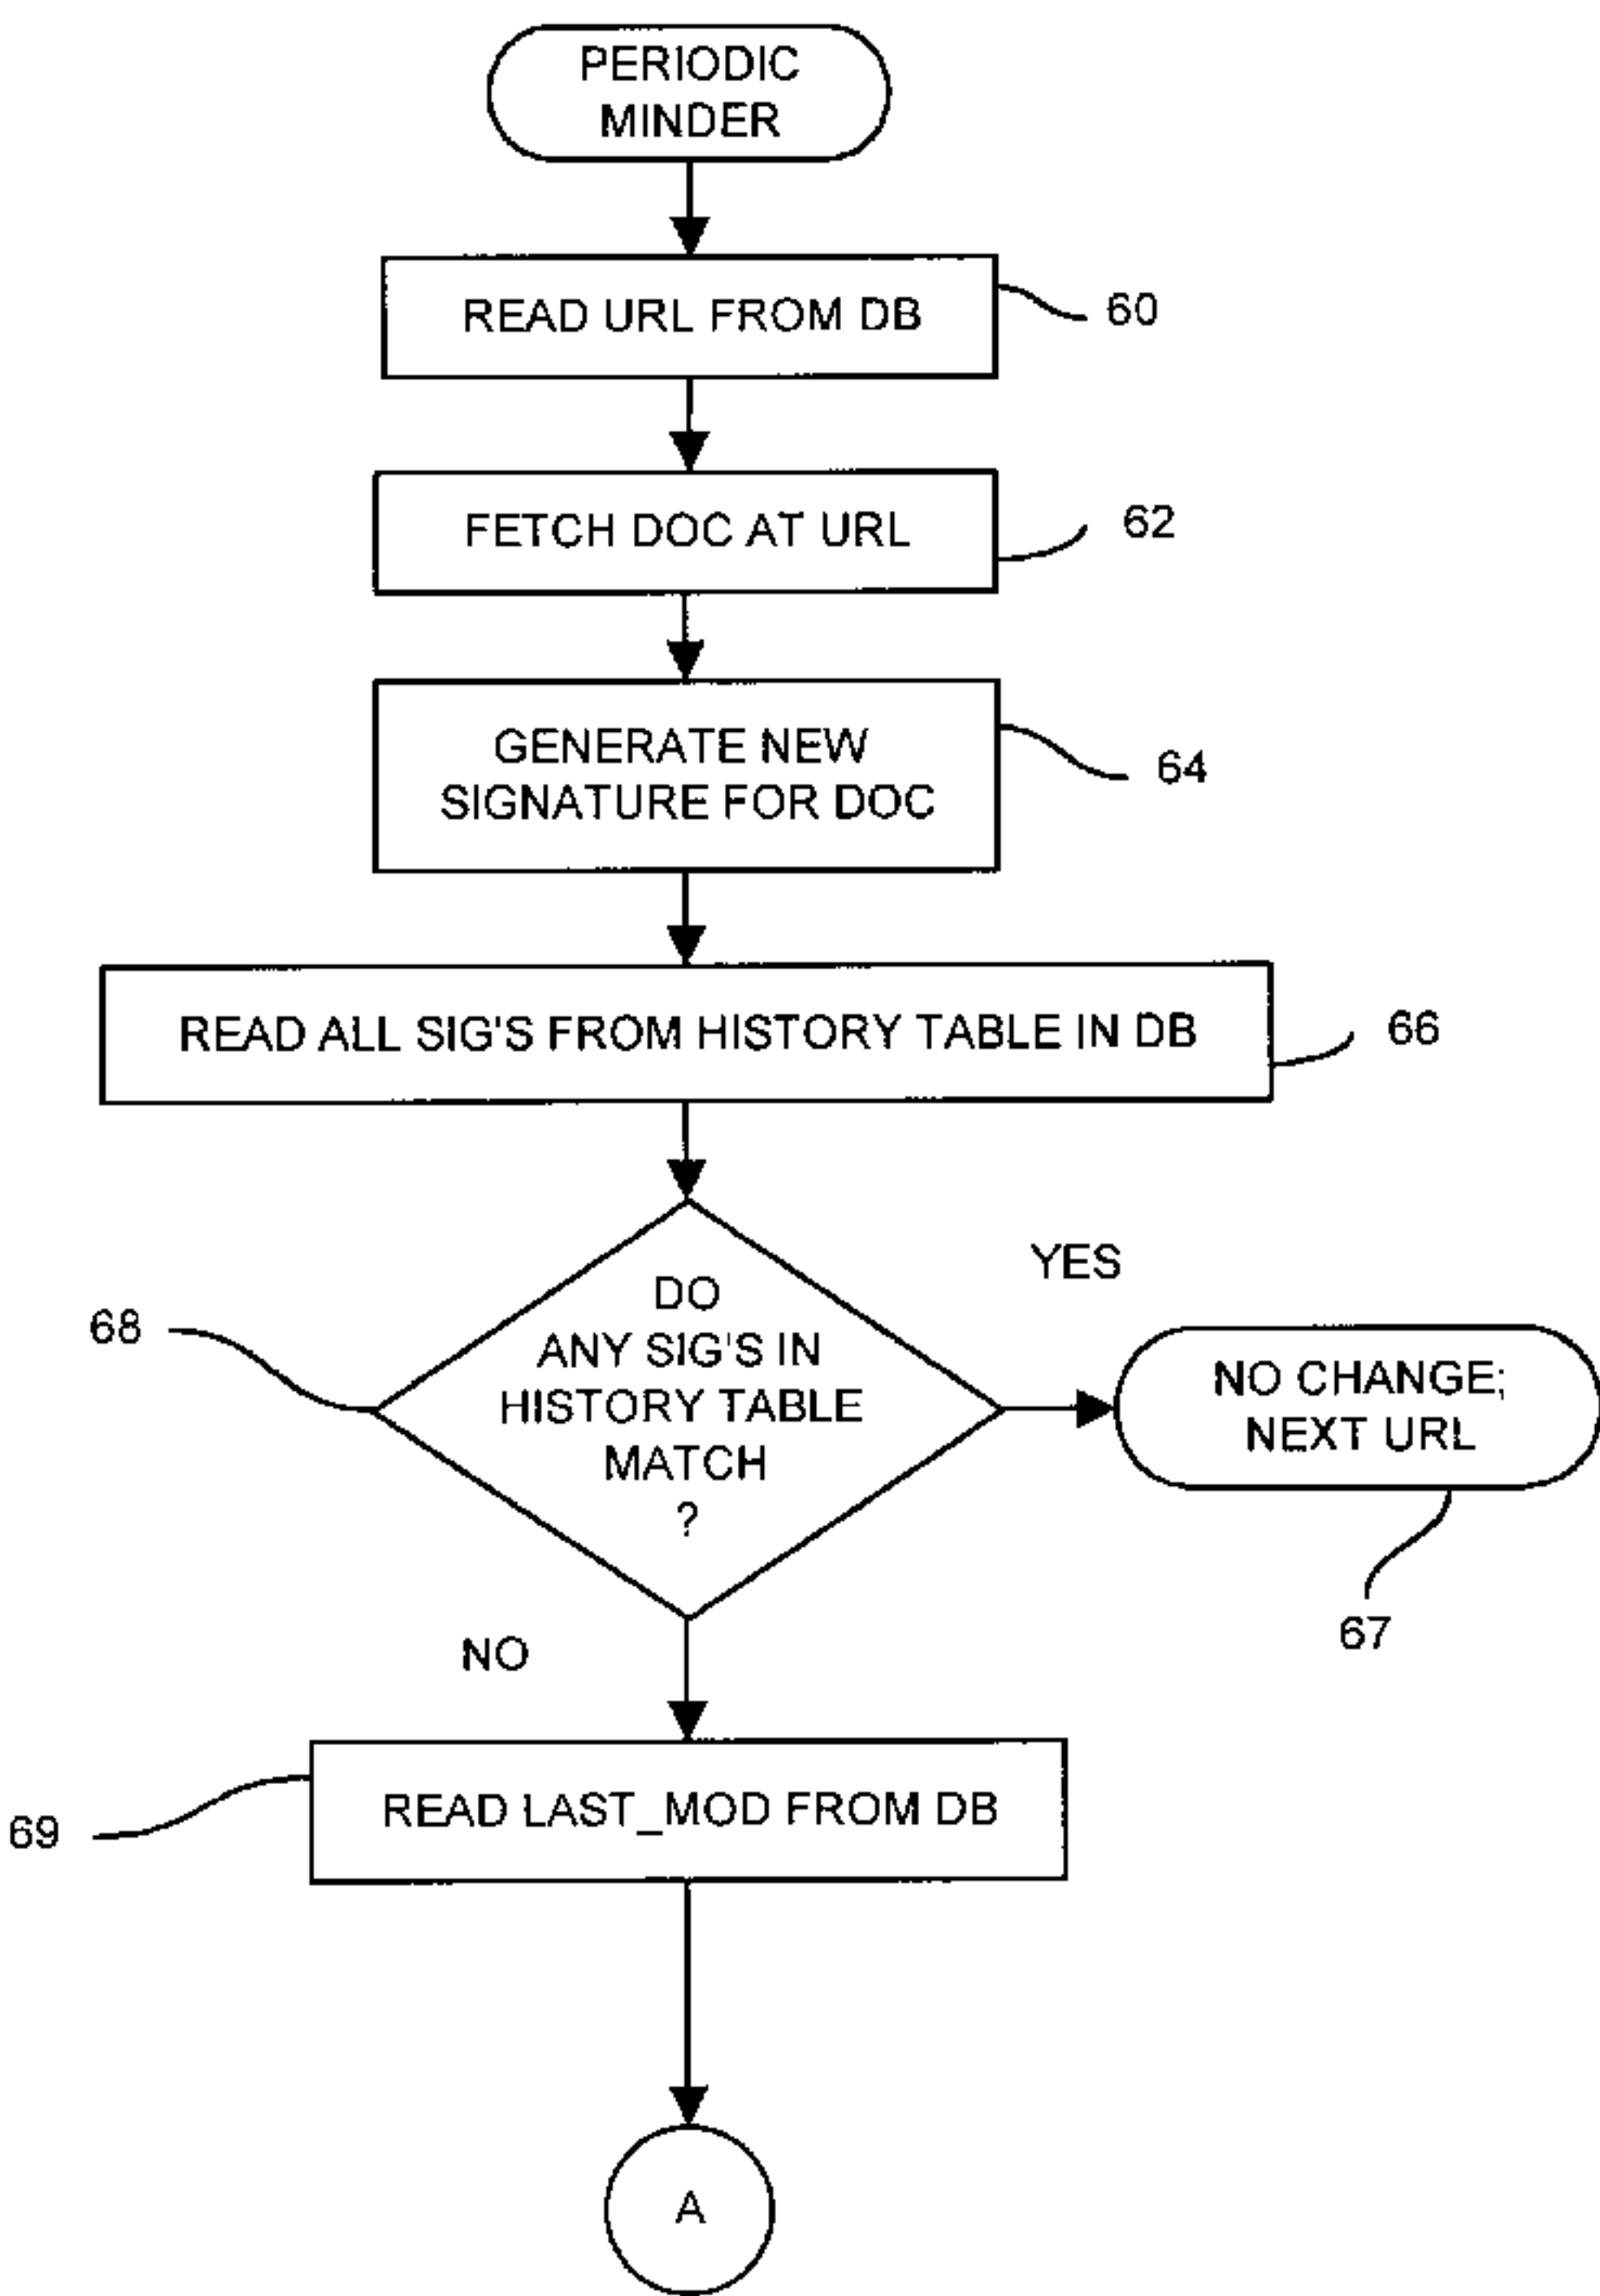 PERIODIC
MINDER
READ URL FROM DB
60
FETCH DOC AT URL
62
GENERATE NEW
SIGNATURE FOR DOC
64
READ ALL SIG'S FROM HISTORY TABLE IN DB
66
DO
ANY SIG'S IN
HISTORY TABLE
MATCH
?
68
YES
NO CHANGE;
NEXT URL
67
NO
READ LAST_MOD FROM DB
69
A